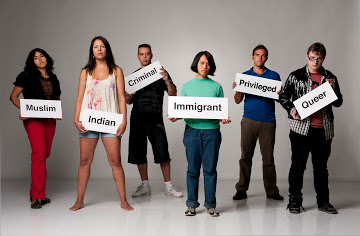 Muslim
Indian
Criminal
Immigrant
Privileged
Queer